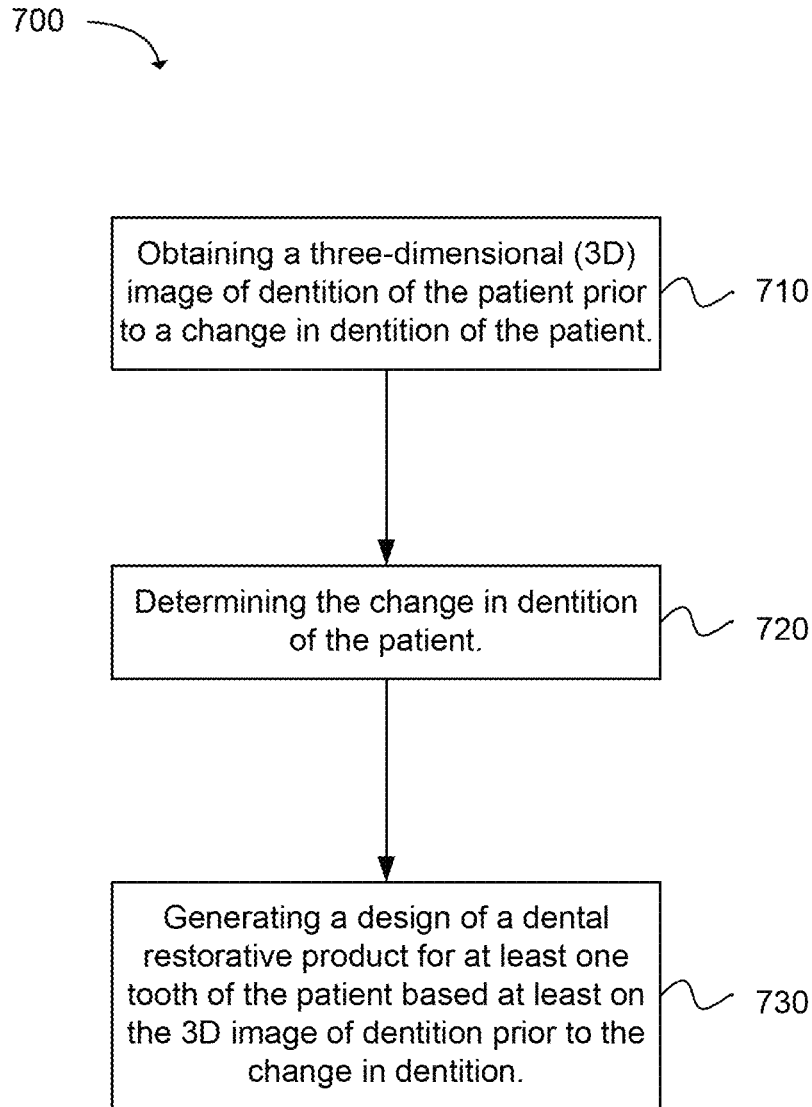 700
Obtaining a three-dimensional (3D)
image of dentition of the patient prior
to a change in dentition of the patient.
710
Determining the change in dentition
of the patient.
720
Generating a design of a dental
restorative product for at least one
tooth of the patient based at least on
the 3D image of dentition prior to the
change in dentition.
730